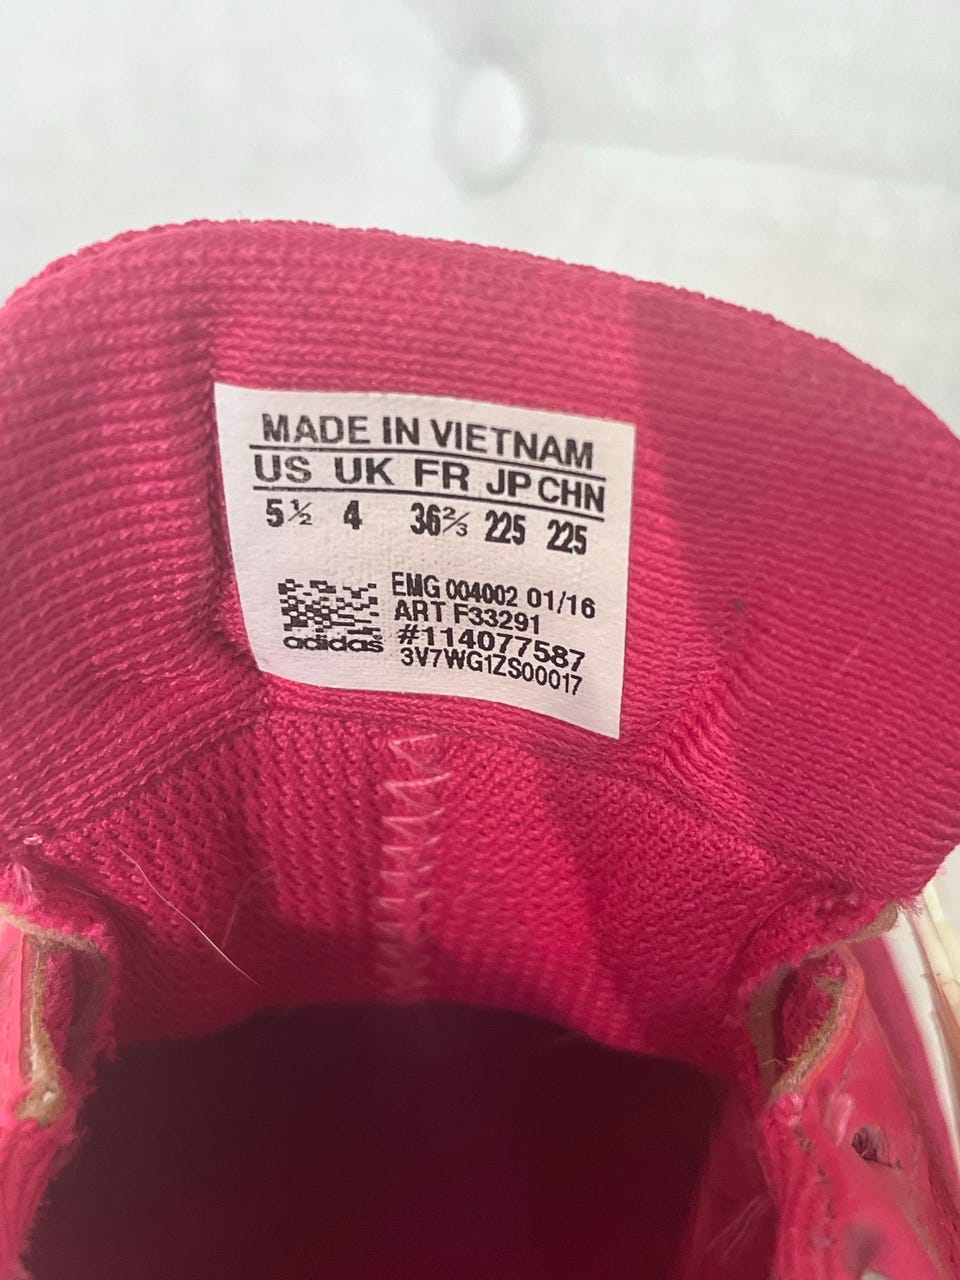 MADE IN VIETNAM
US UK FR JP CHN
5½ 4 36⅔ 225 225
EMG 004002 01/16
ART F33291
#114077587
adidas 3V7WG1ZS00017